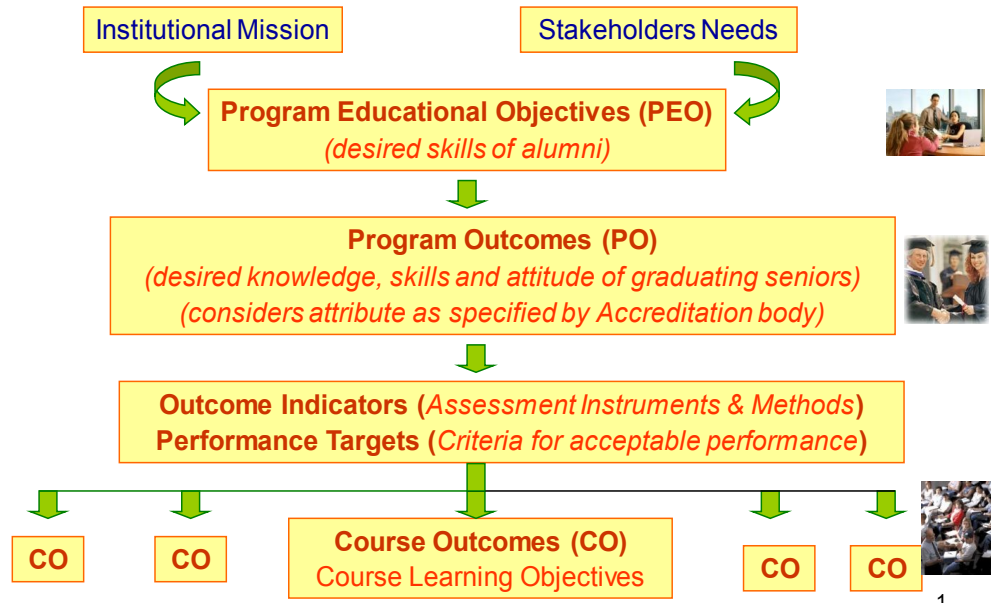 Institutional Mission
Stakeholders Needs
Program Educational Objectives (PEO)
(desired skills of alumni)
Program Outcomes (PO)
(desired knowledge, skills and attitude of graduating seniors)
(considers attribute as specified by Accreditation body)
Outcome Indicators (Assessment Instruments & Methods)
Performance Targets (Criteria for acceptable performance)
CO
CO
Course Outcomes (CO)
Course Learning Objectives
CO
CO
1